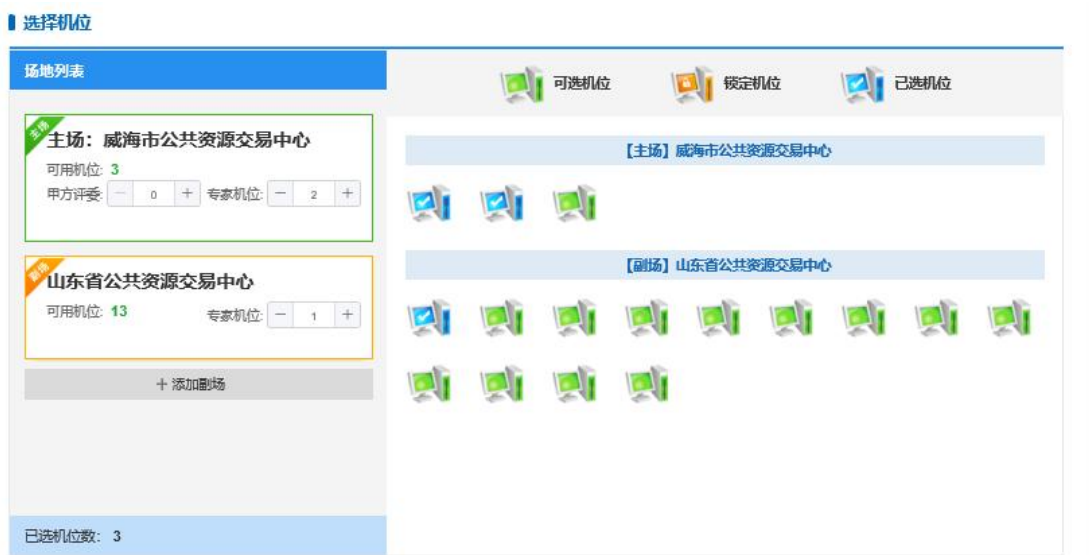 选择机位
场地列表
可选机位 锁定机位 已选机位
主场
主场：威海市公共资源交易中心
可用机位: 3
甲方评委: － 0 + 专家机位: － 2 +
副场
山东省公共资源交易中心
可用机位: 13 专家机位: － 1 +
+ 添加副场
已选机位数： 3
【主场】威海市公共资源交易中心
【副场】山东省公共资源交易中心